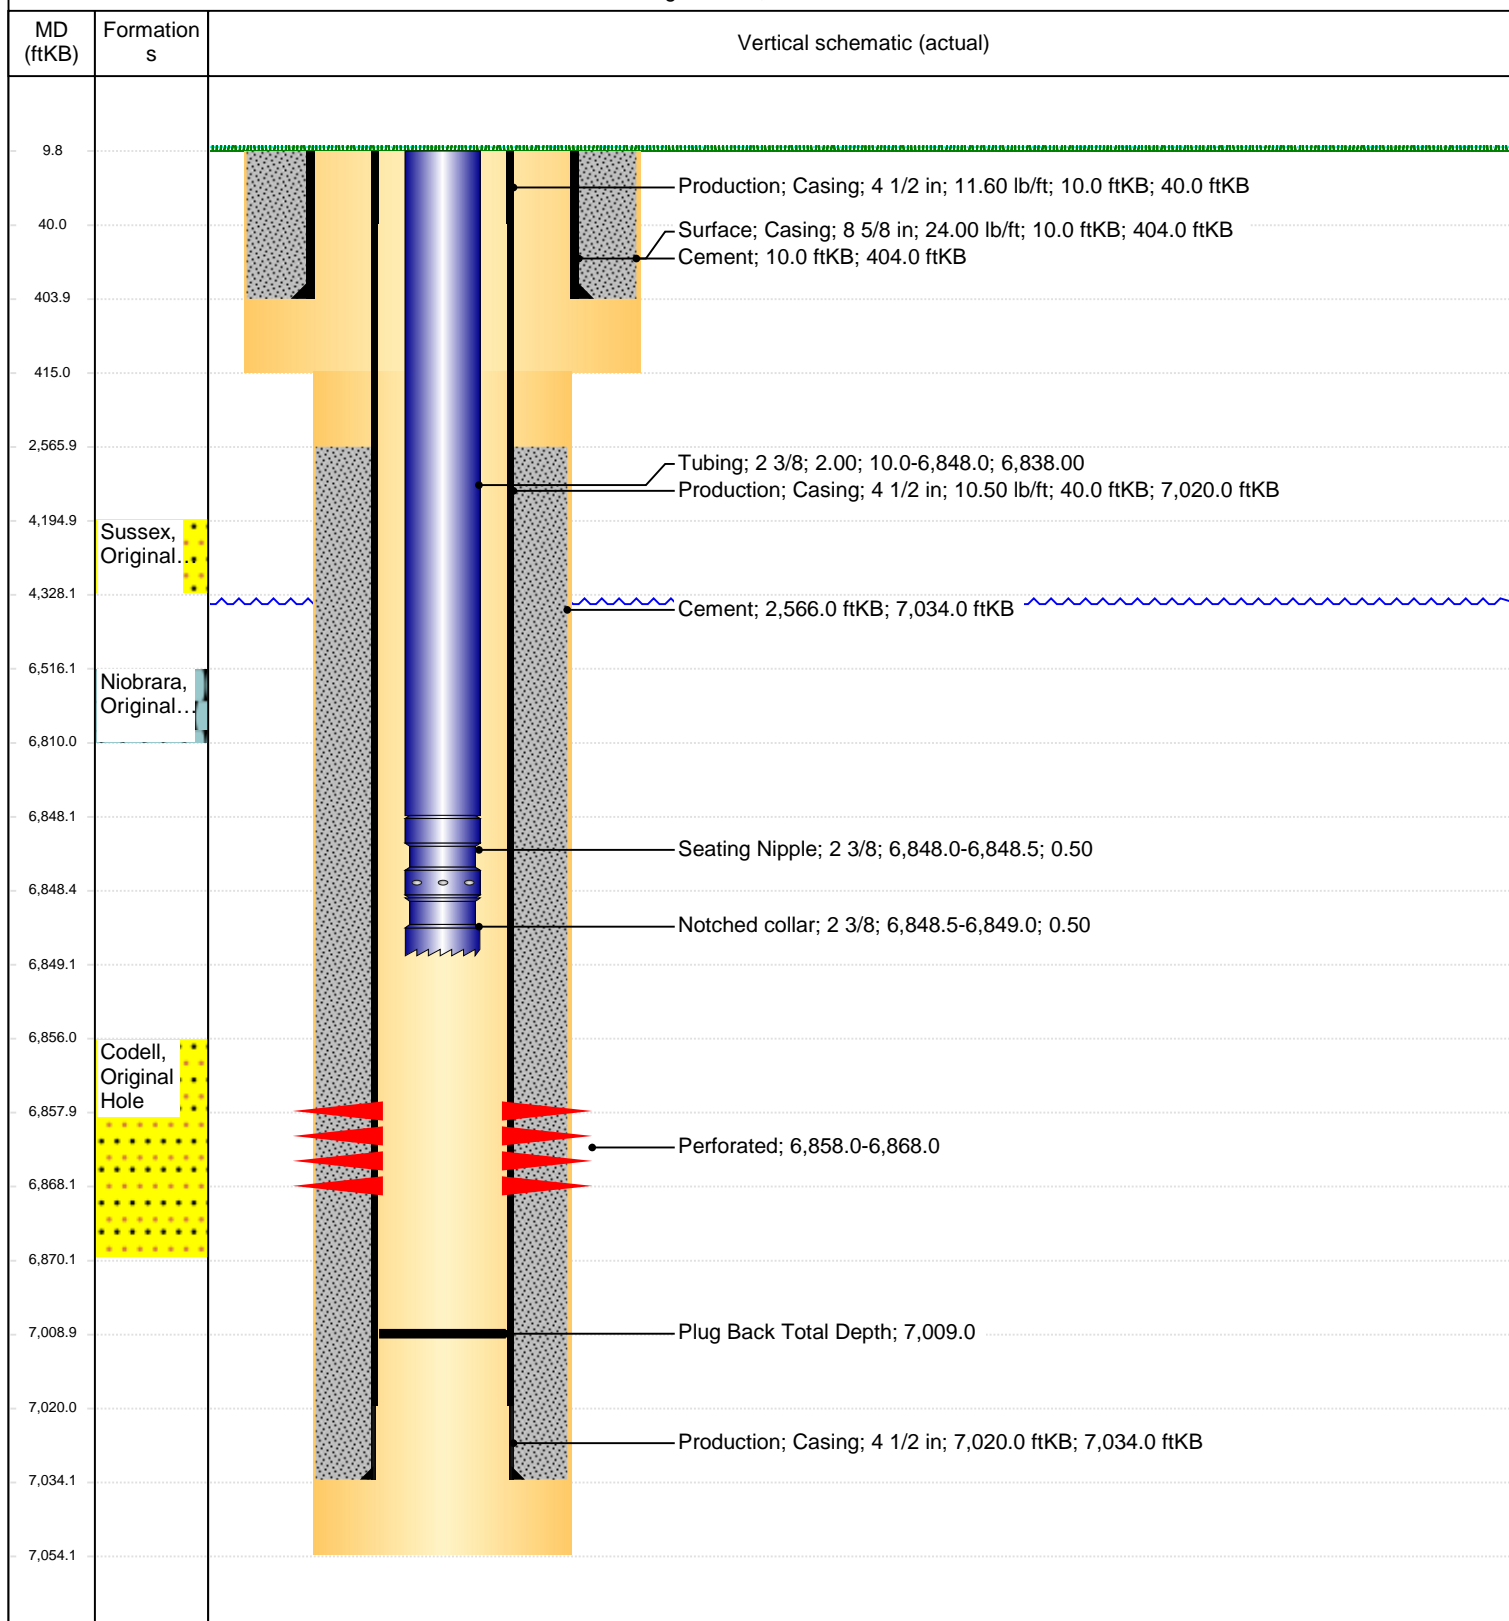 MD
(ftKB)
Formation
s
Vertical schematic (actual)
9.8
Production; Casing; 4 1/2 in; 11.60 lb/ft; 10.0 ftKB; 40.0 ftKB
40.0
Surface; Casing; 8 5/8 in; 24.00 lb/ft; 10.0 ftKB; 404.0 ftKB
Cement; 10.0 ftKB; 404.0 ftKB
403.9
415.0
2,565.9
Tubing; 2 3/8; 2.00; 10.0-6,848.0; 6,838.00
Production; Casing; 4 1/2 in; 10.50 lb/ft; 40.0 ftKB; 7,020.0 ftKB
4,194.9
Sussex,
Original...
4,328.1
Cement; 2,566.0 ftKB; 7,034.0 ftKB
6,516.1
Niobrara,
Original...
6,810.0
6,848.1
Seating Nipple; 2 3/8; 6,848.0-6,848.5; 0.50
6,848.4
Notched collar; 2 3/8; 6,848.5-6,849.0; 0.50
6,849.1
6,856.0
Codell,
Original
Hole
6,857.9
Perforated; 6,858.0-6,868.0
6,868.1
6,870.1
7,008.9
Plug Back Total Depth; 7,009.0
7,020.0
Production; Casing; 4 1/2 in; 7,020.0 ftKB; 7,034.0 ftKB
7,034.1
7,054.1